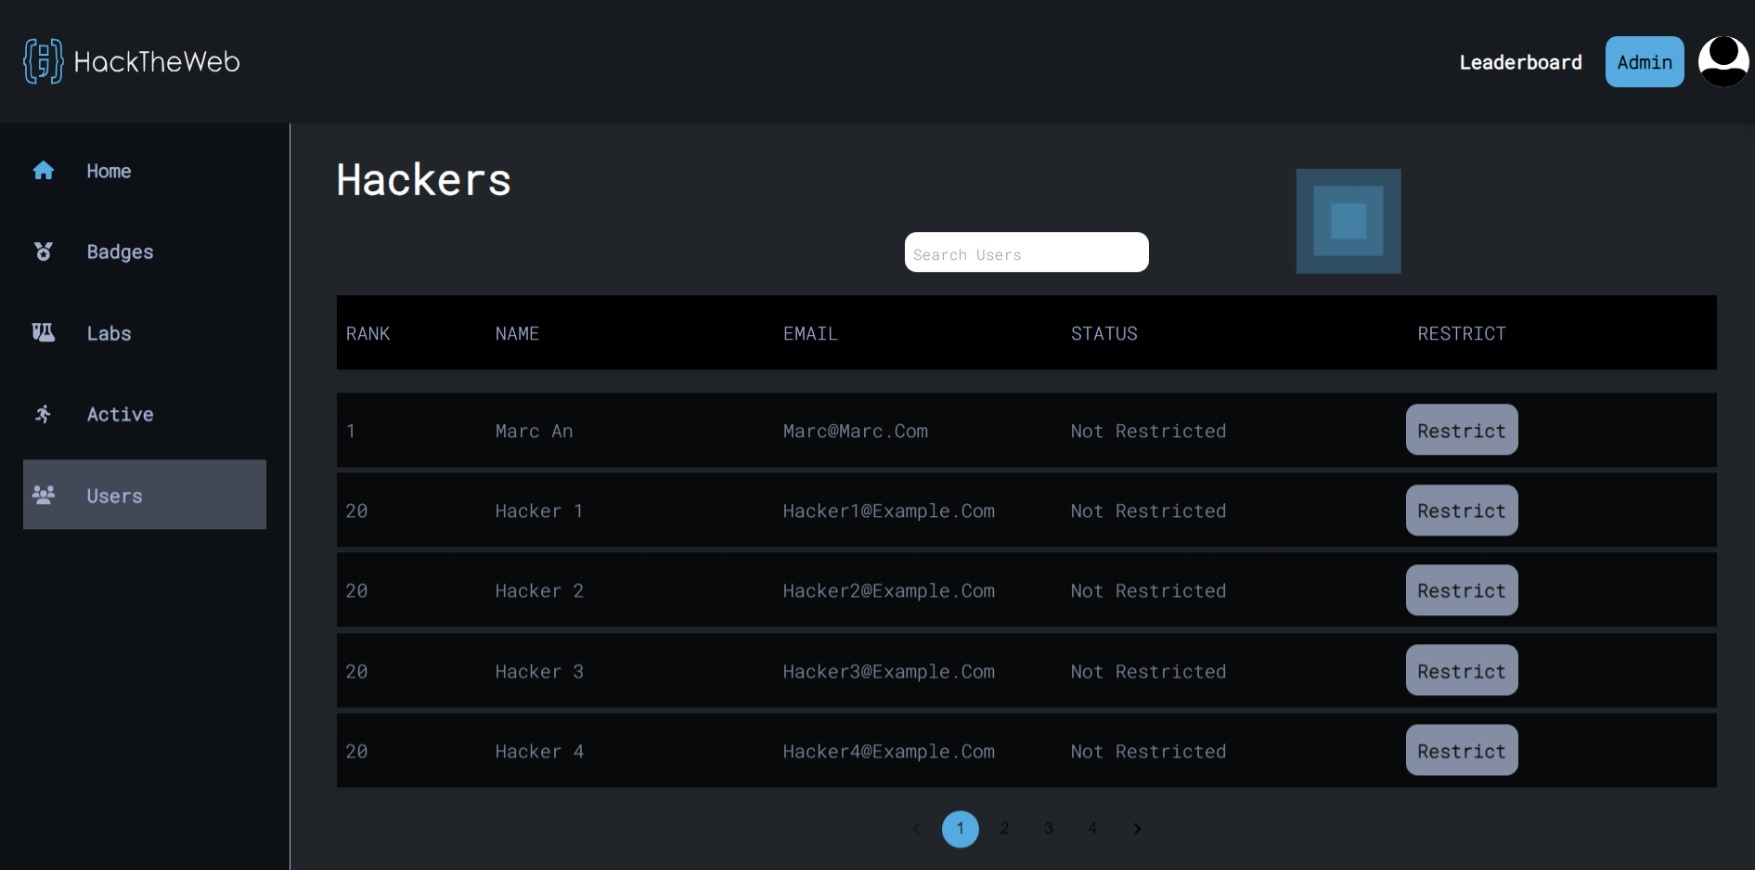 HackTheWeb
Leaderboard
Admin
Home
Badges
Labs
Active
Users
Hackers
Search Users
RANK NAME EMAIL STATUS RESTRICT
1 Marc An Marc@Marc.Com Not Restricted Restrict
20 Hacker 1 Hacker1@Example.Com Not Restricted Restrict
20 Hacker 2 Hacker2@Example.Com Not Restricted Restrict
20 Hacker 3 Hacker3@Example.Com Not Restricted Restrict
20 Hacker 4 Hacker4@Example.Com Not Restricted Restrict
1 2 3 4